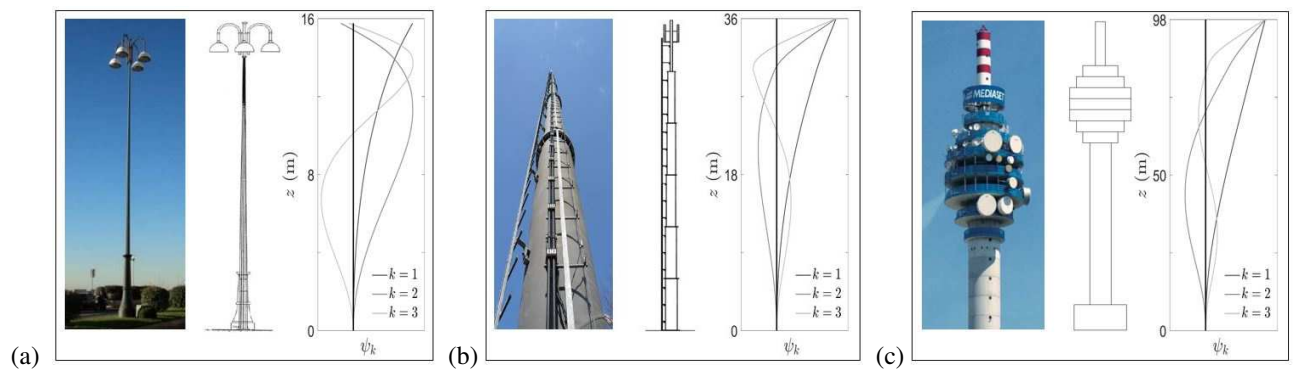 (a)
16
8
0
z (m)
k = 1
k = 2
k = 3
ψk
(b)
36
18
0
z (m)
k = 1
k = 2
k = 3
ψk
(c)
MEDIASET
98
50
0
z (m)
k = 1
k = 2
k = 3
ψk